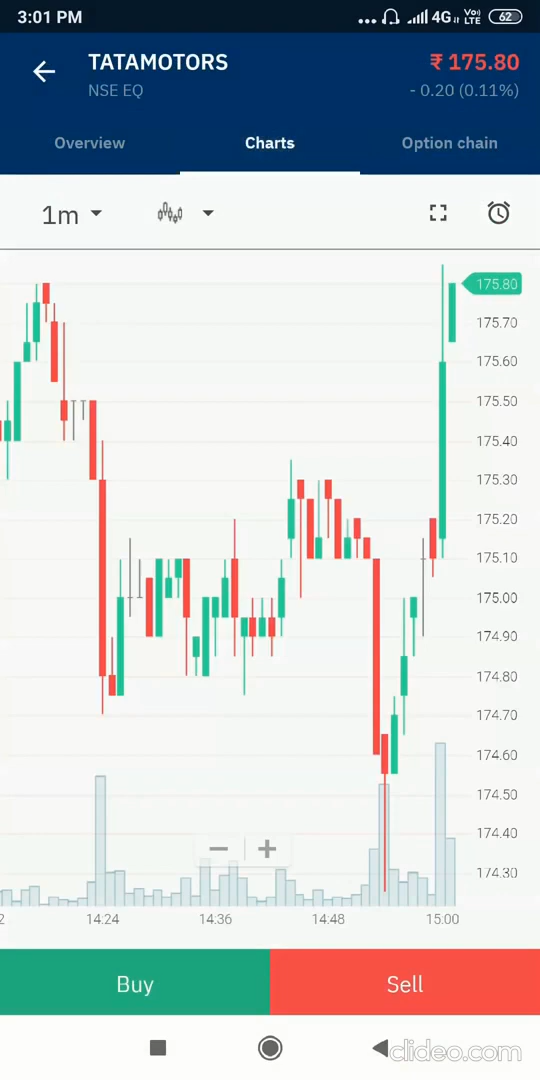 3:01 PM
4G
Vo)
LTE
62
TATAMOTORS
₹ 175.80
NSE EQ
- 0.20 (0.11%)
Overview
Charts
Option chain
1m
175.80
175.70
175.60
175.50
175.40
175.30
175.20
175.10
175.00
174.90
174.80
174.70
174.60
174.50
174.40
174.30
2
14:24
14:36
14:48
15:00
Buy
Sell
clideo.com